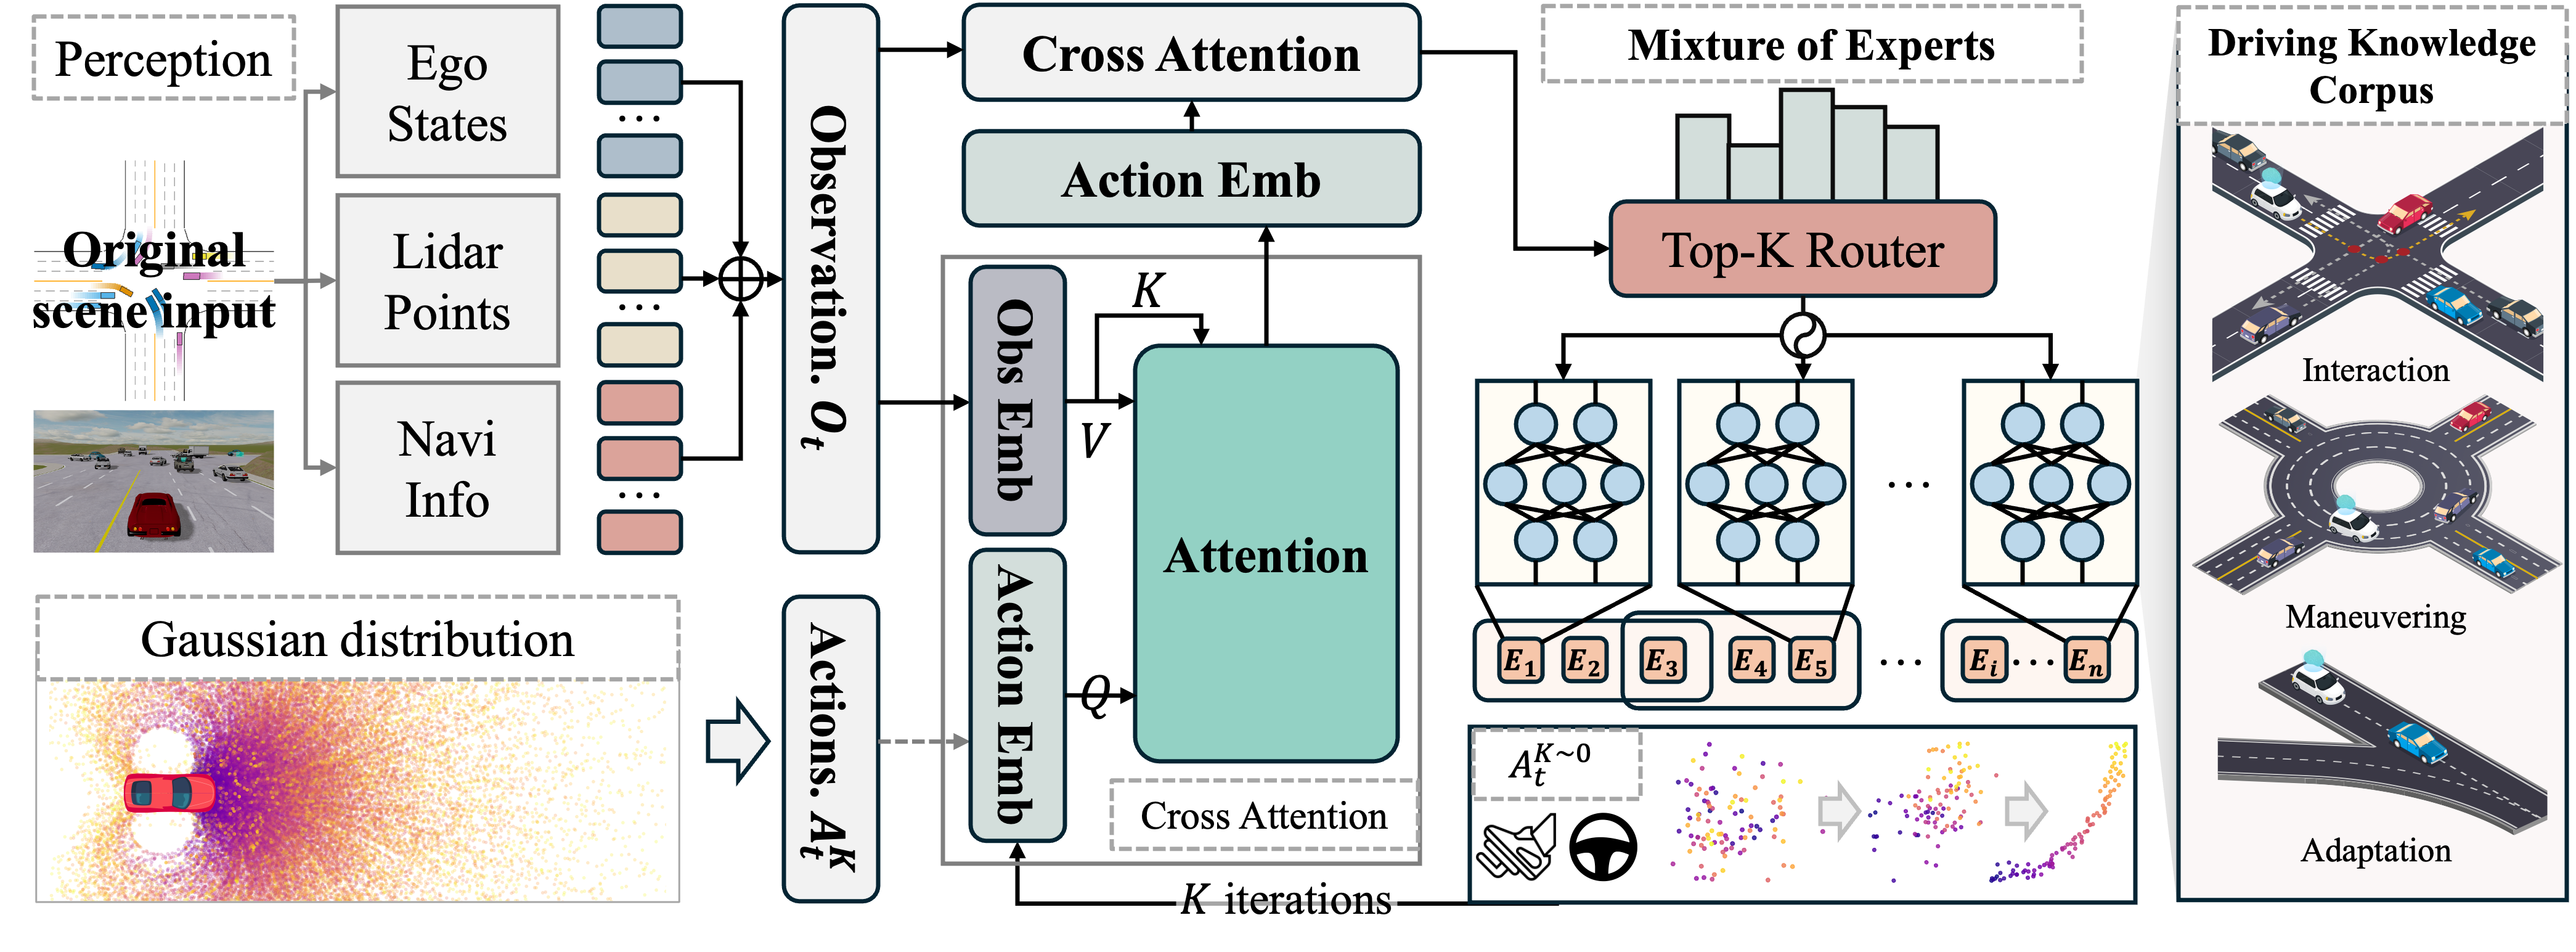 Perception
Original
scene input
Ego
States
Lidar
Points
Navi
Info
...
...
...
Observation. O_t
Gaussian distribution
Actions. A_t^K
Cross Attention
Action Emb
Obs Emb
Action Emb
K
V
Q
Attention
Cross Attention
K iterations
Mixture of Experts
Top-K Router
...
E_1 E_2 E_3 E_4 E_5 ... E_i ... E_n
A_t^{K~0}
Driving Knowledge
Corpus
Interaction
Maneuvering
Adaptation